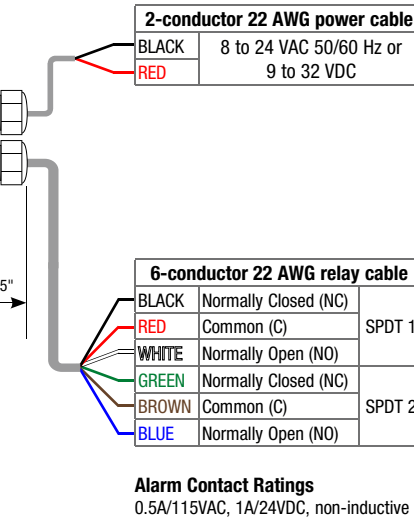 2-conductor 22 AWG power cable
BLACK 8 to 24 VAC 50/60 Hz or
RED 9 to 32 VDC
5"
6-conductor 22 AWG relay cable
BLACK Normally Closed (NC)
RED Common (C) SPDT 1
WHITE Normally Open (NO)
GREEN Normally Closed (NC)
BROWN Common (C) SPDT 2
BLUE Normally Open (NO)
Alarm Contact Ratings
0.5A/115VAC, 1A/24VDC, non-inductive